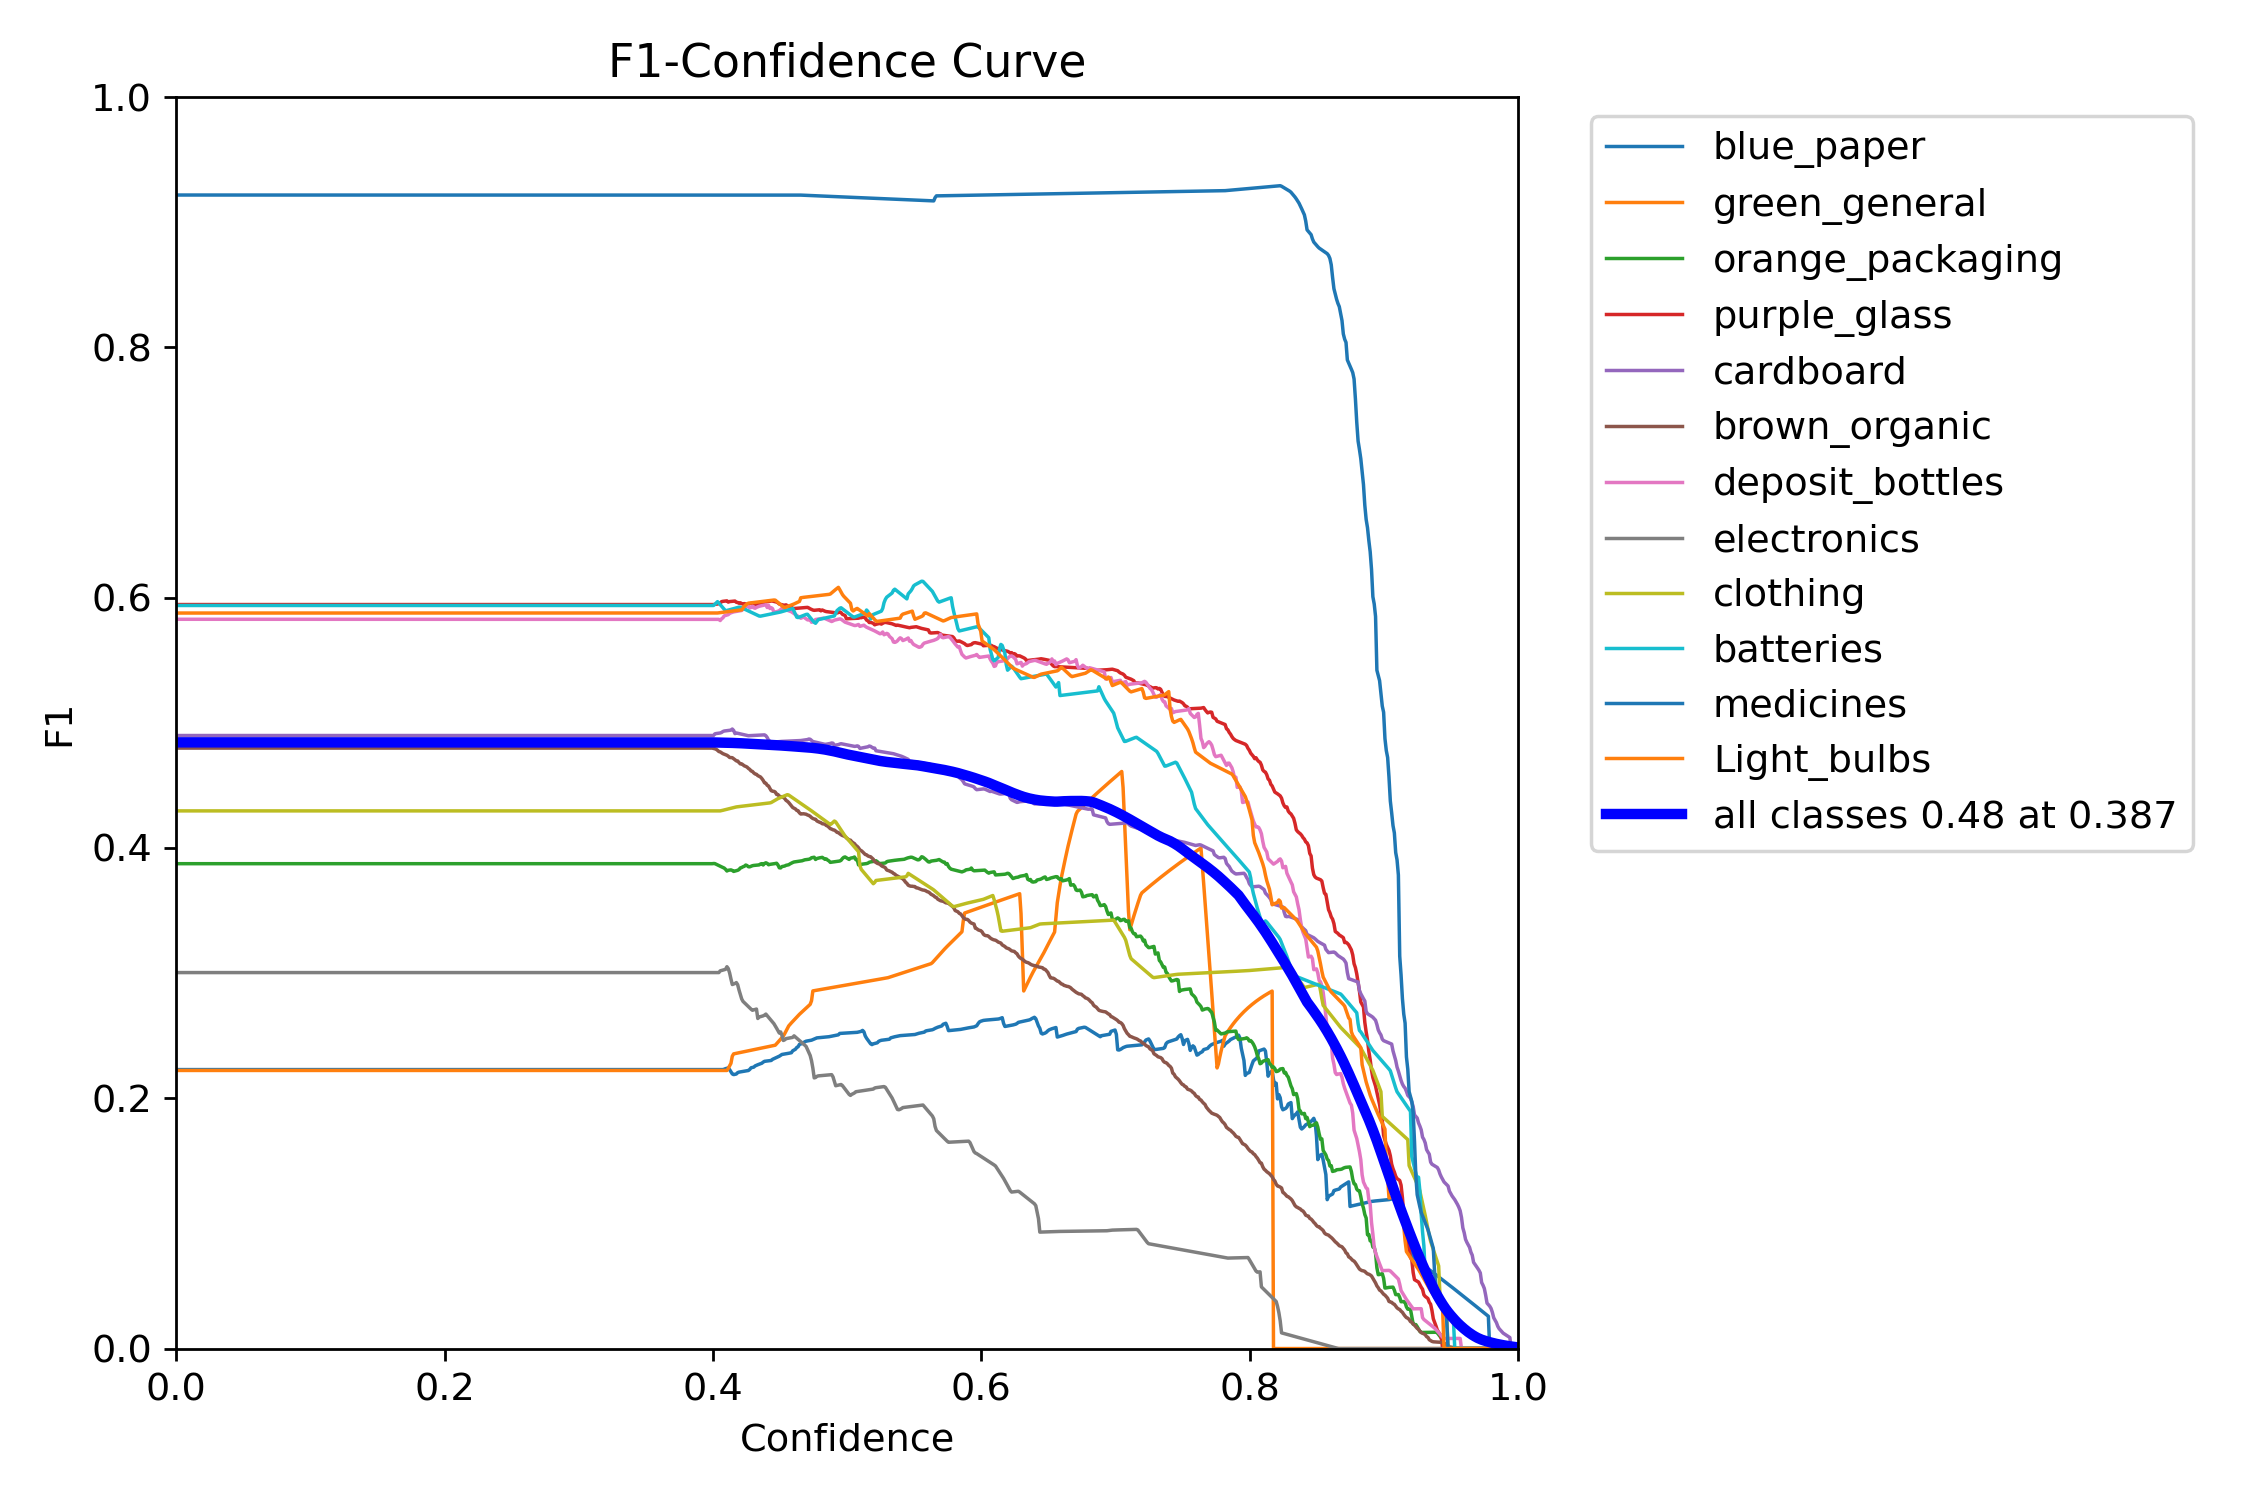 F1-Confidence Curve
1.0
0.8
0.6
0.4
0.2
0.0
F1
0.0 0.2 0.4 0.6 0.8 1.0
Confidence
blue_paper
green_general
orange_packaging
purple_glass
cardboard
brown_organic
deposit_bottles
electronics
clothing
batteries
medicines
Light_bulbs
all classes 0.48 at 0.387